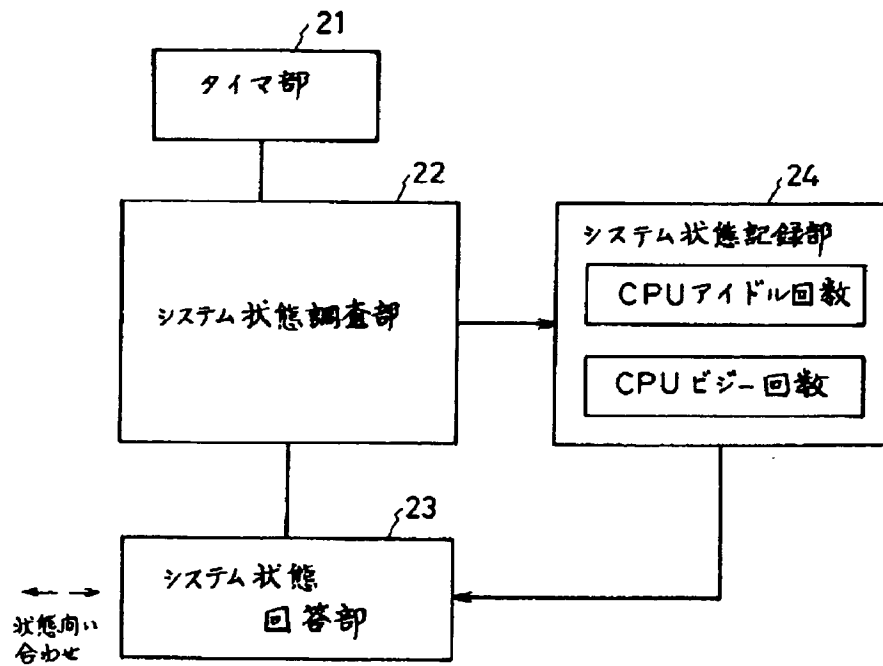 21
タイマ部
22
システム状態調査部
24
システム状態記録部
CPUアイドル回数
CPUビジー回数
23
システム状態
回答部
状態向い
合わせ